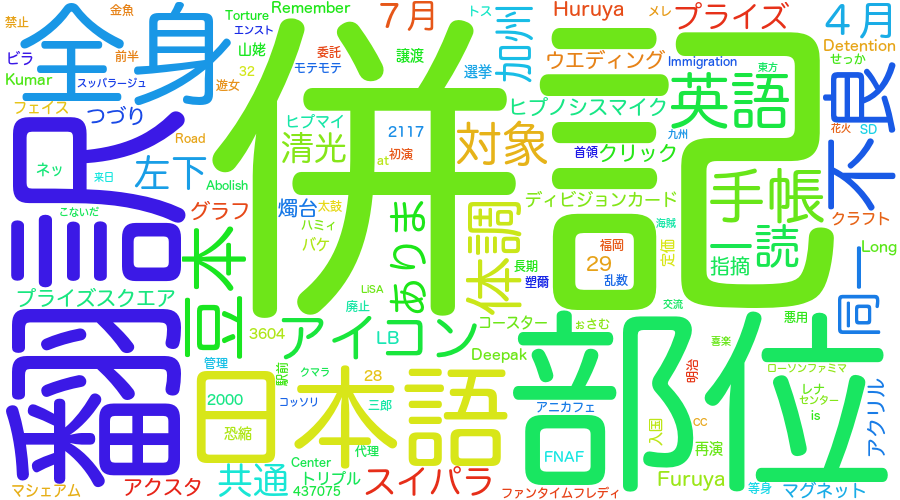 禁止
金魚
Torture
Remember
7月
トス
メレ
Huruya
プライズ
4月
全身
エンスト
ビラ
前半
山姥
委託
譲渡
加州
ウエディング
Detention
せっか
Kumar
スッパラージュ
32
遊女
モテモテ
選挙
Immigration
東方
不良
フェイス
つづり
ヒプマイ
2117
ヒプノシスマイク
英語
併記
翻訳
Road
清光
初演
at
対象
首領
クリック
九州
花火
SD
ネッ
来日
左下
Abolish
ディビジョンカード
手帳
こないだ
グラフ
燭台
太鼓
ハミィ
バケ
あります
体調
海賊
クラフト
豆本
福岡
29
乱数
定価
一読
指摘
同一
Long
プライズスクエア
LiSA
廃止
長期
塑爾
交流
3604
アイロン
LB
コースター
ぉさむ
悪用
喜楽
部位
管理
駅前
クマラ
28
Deepak
明治
ローソンファミマ
2000
日本語
コッソリ
三郎
アニカフェ
レナ
センター
is
アクリル
恐縮
代理
FNAF
入国
CC
再演
共通
Center
トリプル
スイパラ
Furuya
等身
マグネット
マシェアム
アクスタ
437075
ファンタイムフレディ